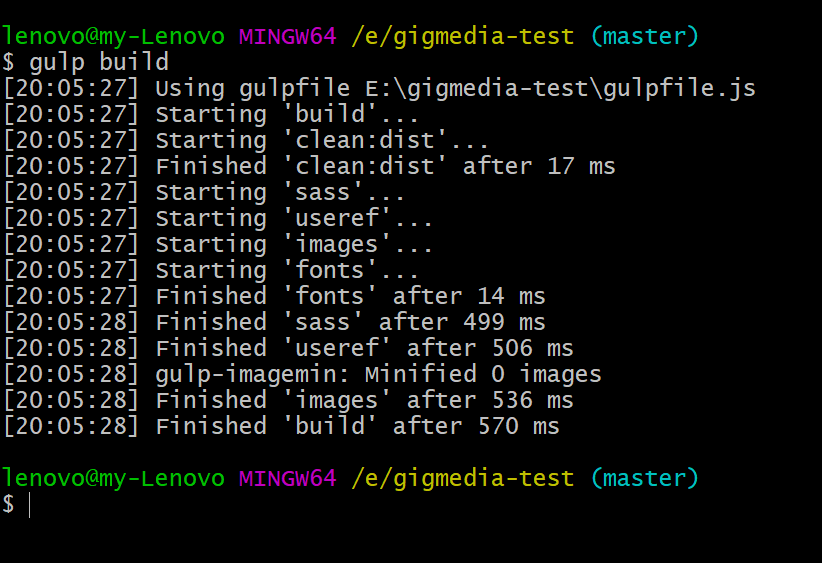 lenovo@my-Lenovo MINGW64 /e/gigmedia-test (master)
$ gulp build
[20:05:27] Using gulpfile E:\gigmedia-test\gulpfile.js
[20:05:27] Starting 'build'...
[20:05:27] Starting 'clean:dist'...
[20:05:27] Finished 'clean:dist' after 17 ms
[20:05:27] Starting 'sass'...
[20:05:27] Starting 'useref'...
[20:05:27] Starting 'images'...
[20:05:27] Starting 'fonts'...
[20:05:27] Finished 'fonts' after 14 ms
[20:05:28] Finished 'sass' after 499 ms
[20:05:28] Finished 'useref' after 506 ms
[20:05:28] gulp-imagemin: Minified 0 images
[20:05:28] Finished 'images' after 536 ms
[20:05:28] Finished 'build' after 570 ms
lenovo@my-Lenovo MINGW64 /e/gigmedia-test (master)
$